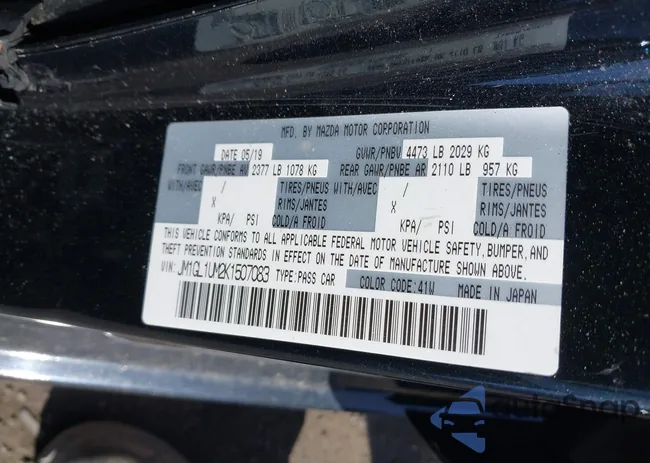 MFD. BY MAZDA MOTOR CORPORATION
DATE 05/19 GVWR/PNBV 4473 LB 2029 KG
FRONT GAWR/PNBE AV 2377 LB 1078 KG REAR GAWR/PNBE AR 2110 LB 957 KG
WITH/AVEC / TIRES/PNEUS WITH/AVEC / TIRES/PNEUS
X RIMS/JANTES X RIMS/JANTES
KPA/ PSI COLD/A FROID KPA/ PSI COLD/A FROID
THIS VEHICLE CONFORMS TO ALL APPLICABLE FEDERAL MOTOR VEHICLE SAFETY, BUMPER, AND
THEFT PREVENTION STANDARDS IN EFFECT ON THE DATE OF MANUFACTURE SHOWN ABOVE.
VIN: JM1GL1UM2K1507083 TYPE: PASS CAR COLOR CODE: 41W MADE IN JAPAN
autoSnap